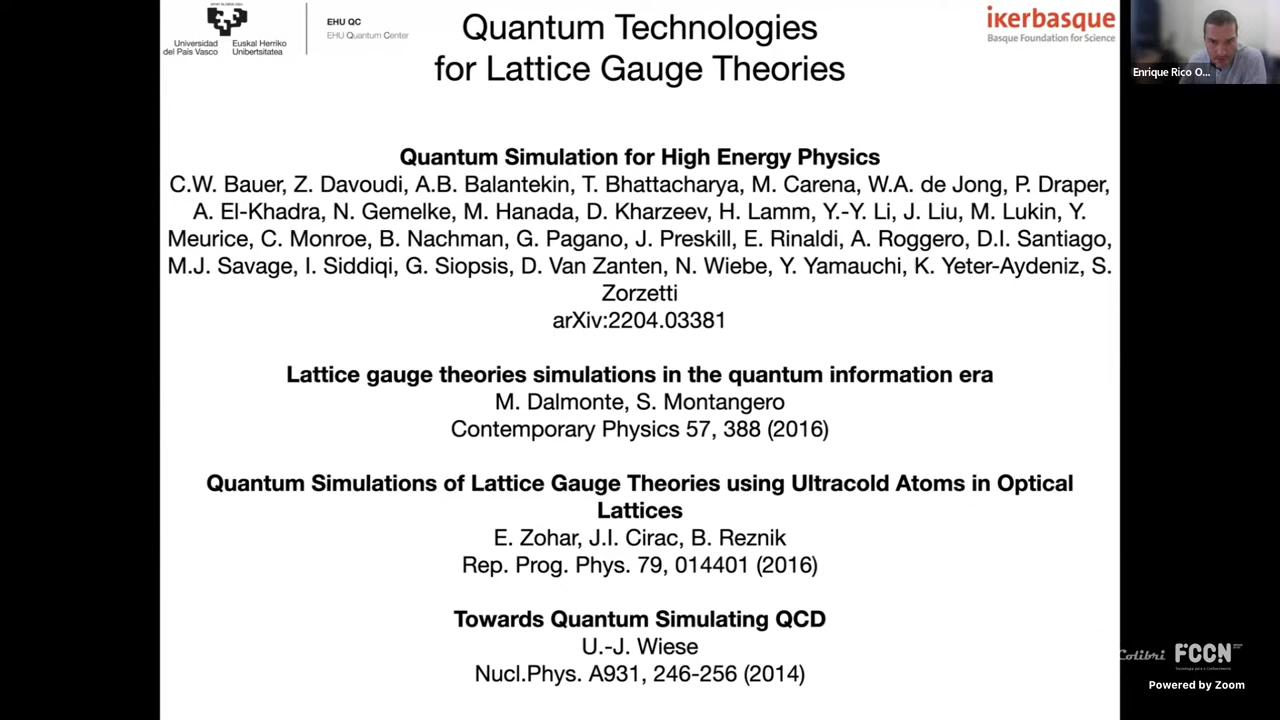 Universidad del País Vasco
Euskal Herriko Unibertsitatea
EHU QC
EHU Quantum Center
Quantum Technologies
for Lattice Gauge Theories
ikerbasque
Basque Foundation for Science
Enrique Rico O...
Quantum Simulation for High Energy Physics
C.W. Bauer, Z. Davoudi, A.B. Balantekin, T. Bhattacharya, M. Carena, W.A. de Jong, P. Draper,
A. El-Khadra, N. Gemelke, M. Hanada, D. Kharzeev, H. Lamm, Y.-Y. Li, J. Liu, M. Lukin, Y.
Meurice, C. Monroe, B. Nachman, G. Pagano, J. Preskill, E. Rinaldi, A. Roggero, D.I. Santiago,
M.J. Savage, I. Siddiqi, G. Siopsis, D. Van Zanten, N. Wiebe, Y. Yamauchi, K. Yeter-Aydeniz, S.
Zorzetti
arXiv:2204.03381
Lattice gauge theories simulations in the quantum information era
M. Dalmonte, S. Montangero
Contemporary Physics 57, 388 (2016)
Quantum Simulations of Lattice Gauge Theories using Ultracold Atoms in Optical
Lattices
E. Zohar, J.I. Cirac, B. Reznik
Rep. Prog. Phys. 79, 014401 (2016)
Towards Quantum Simulating QCD
U.-J. Wiese
Nucl.Phys. A931, 246-256 (2014)
Colibri FCCN
Powered by Zoom